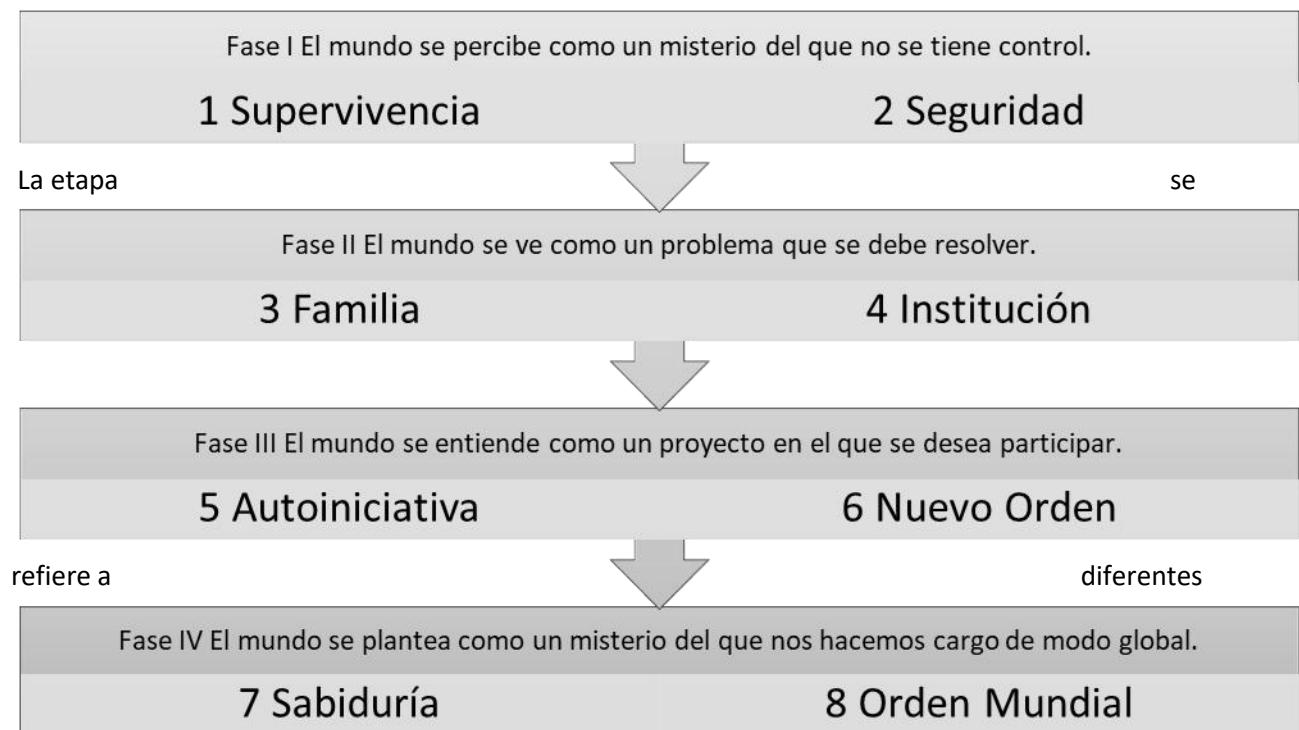 Fase I El mundo se percibe como un misterio del que no se tiene control.
1 Supervivencia 2 Seguridad
La etapa se
Fase II El mundo se ve como un problema que se debe resolver.
3 Familia 4 Institución
Fase III El mundo se entiende como un proyecto en el que se desea participar.
5 Autoiniciativa 6 Nuevo Orden
refiere a diferentes
Fase IV El mundo se plantea como un misterio del que nos hacemos cargo de modo global.
7 Sabiduría 8 Orden Mundial